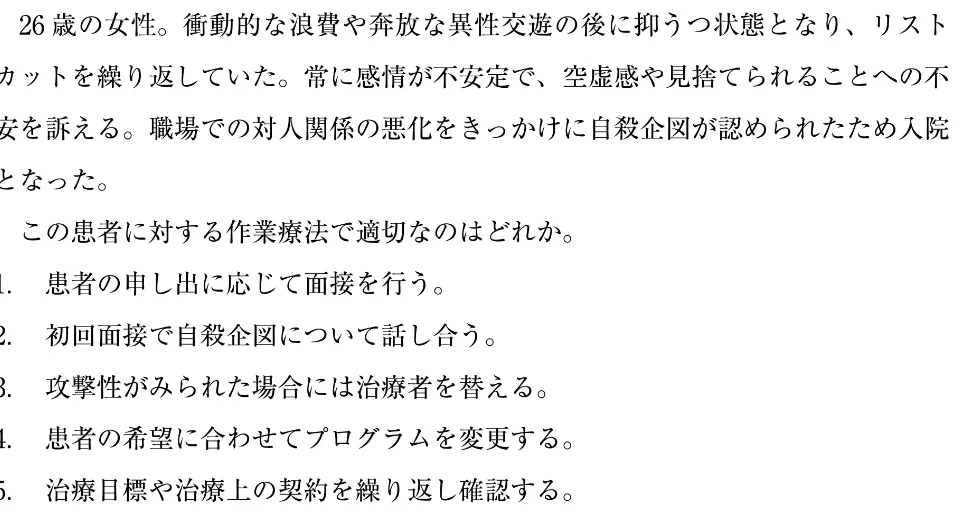 26歳の女性。衝動的な浪費や奔放な異性交遊の後に抑うつ状態となり、リスト
カットを繰り返していた。常に感情が不安定で、空虚感や見捨てられることへの不
安を訴える。職場での対人関係の悪化をきっかけに自殺企図が認められたため入院
となった。
この患者に対する作業療法で適切なのはどれか。
1. 患者の申し出に応じて面接を行う。
2. 初回面接で自殺企図について話し合う。
3. 攻撃性がみられた場合には治療者を替える。
4. 患者の希望に合わせてプログラムを変更する。
5. 治療目標や治療上の契約を繰り返し確認する。